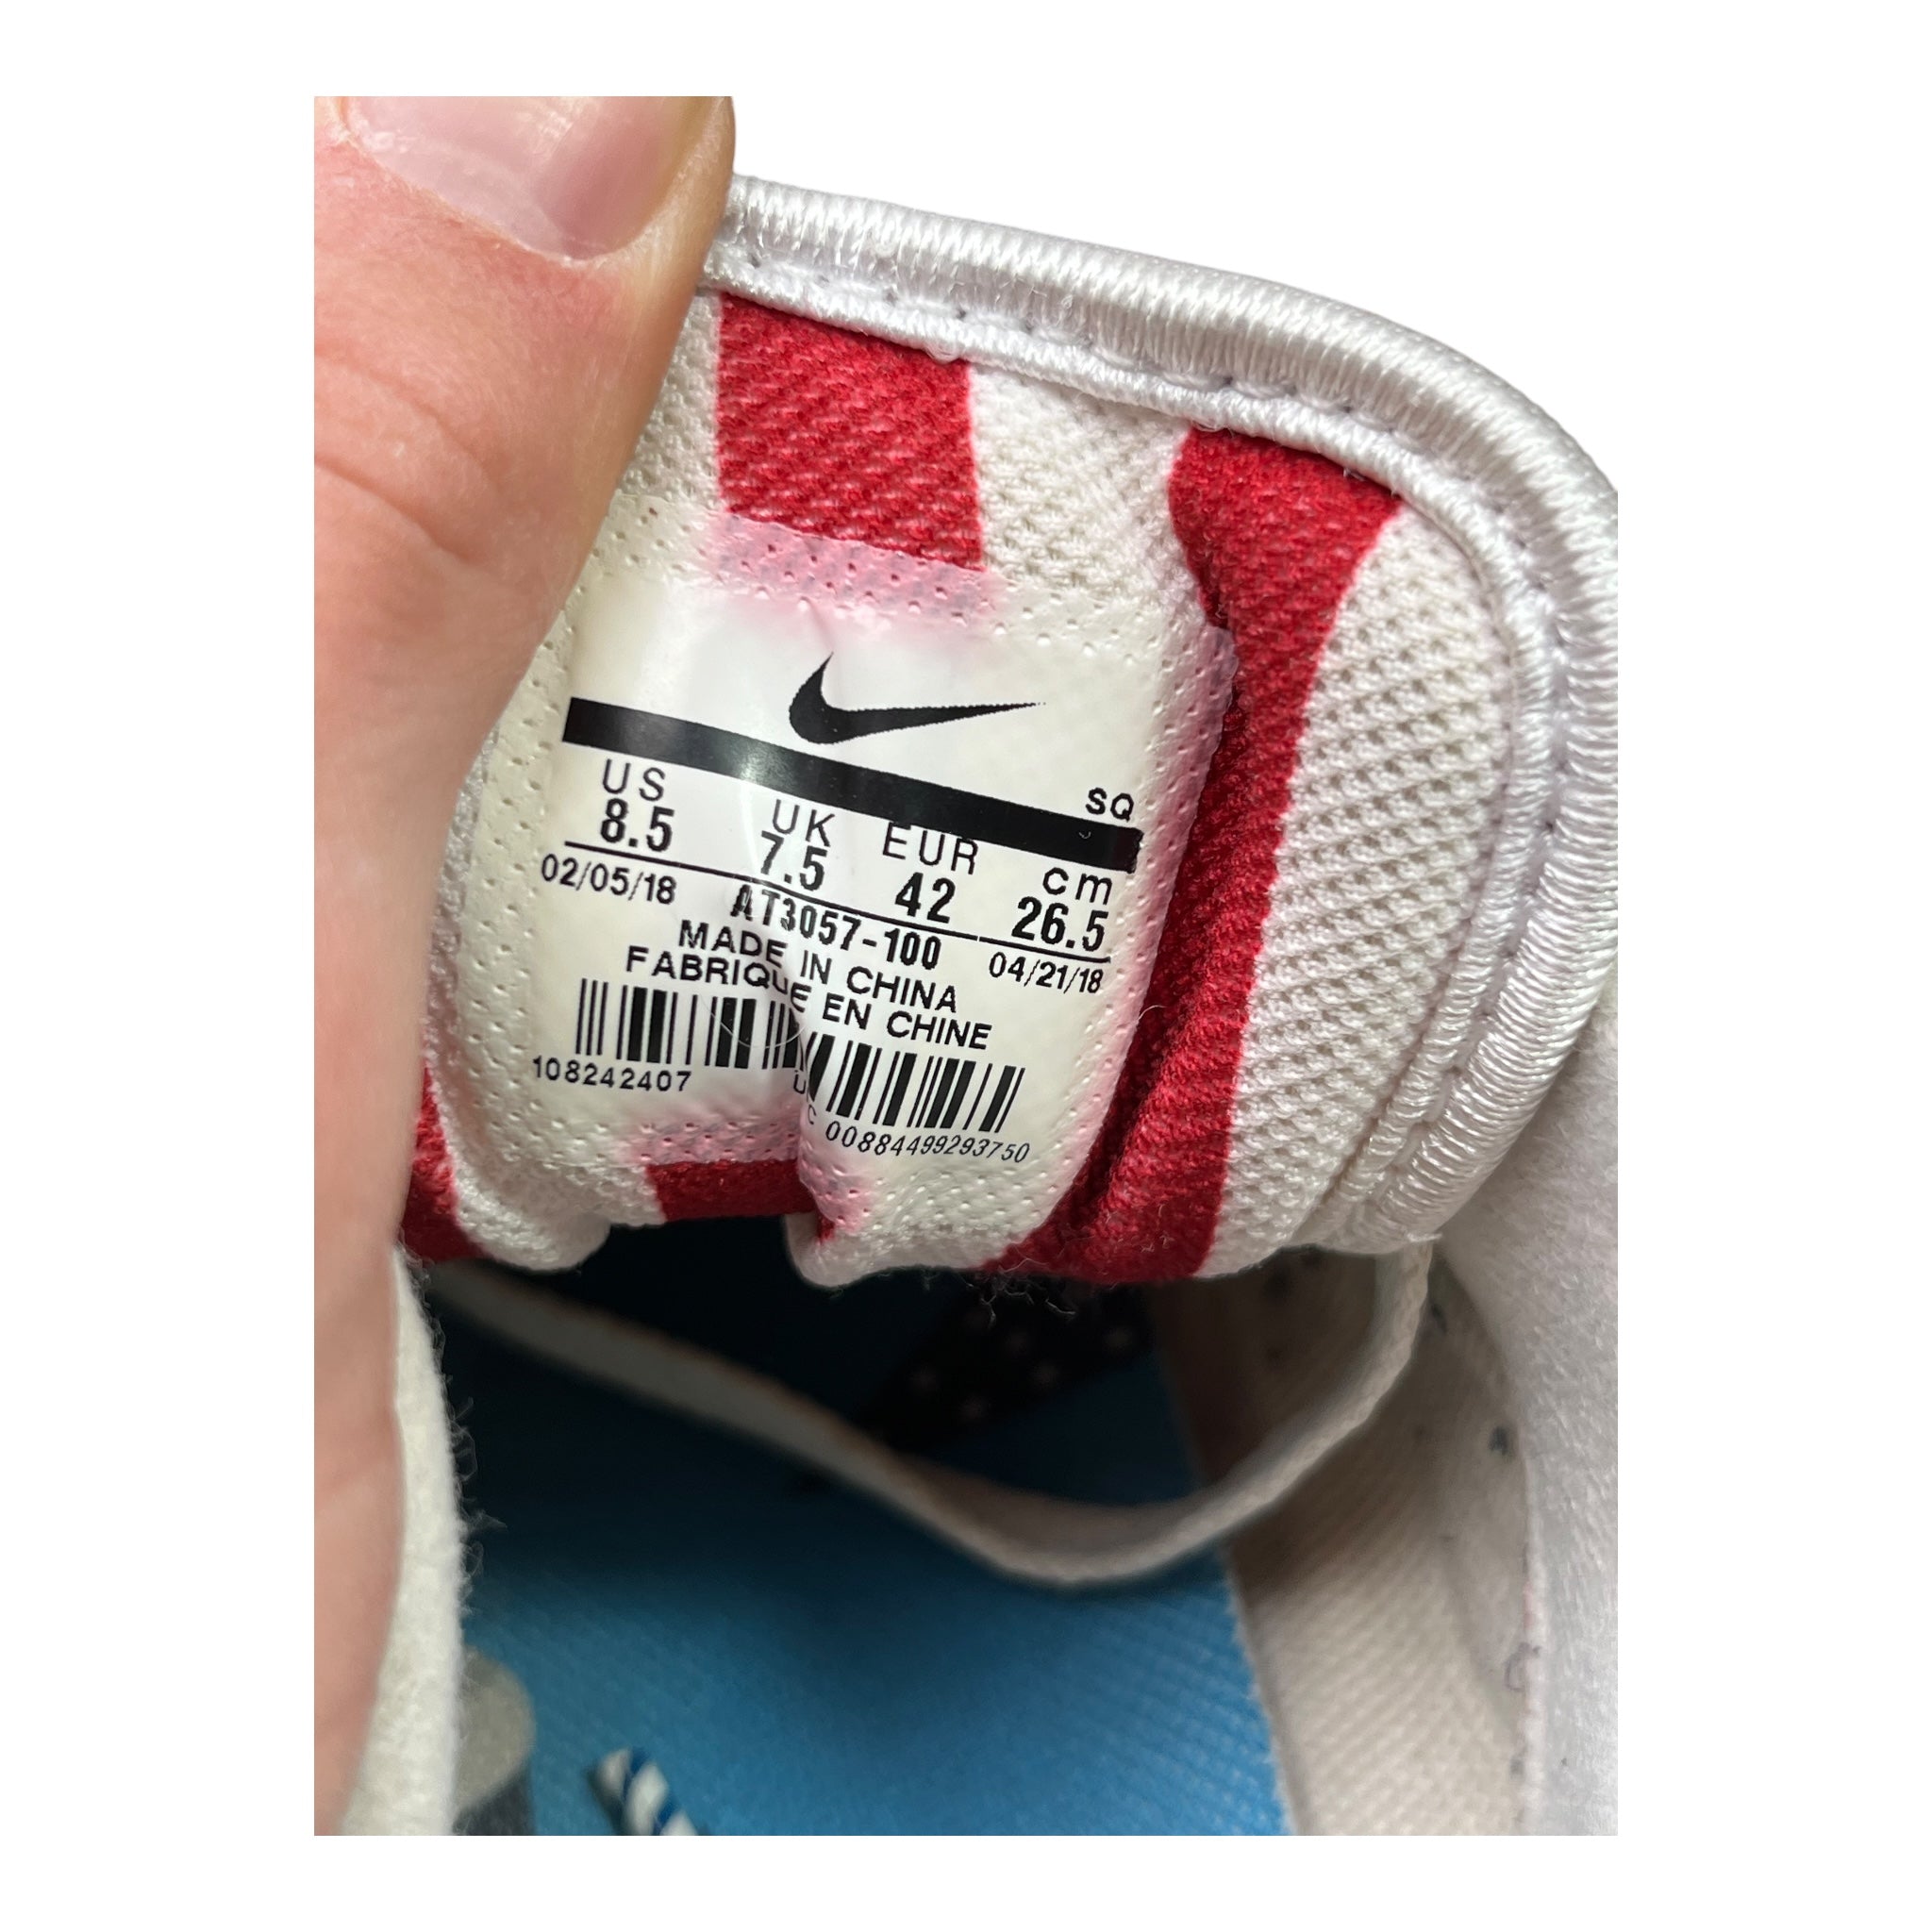 SQ
US UK EUR cm
8.5 7.5 42 26.5
02/05/18 AT3057-100 04/21/18
MADE IN CHINA
FABRIQUE EN CHINE
108242407
00884499293750